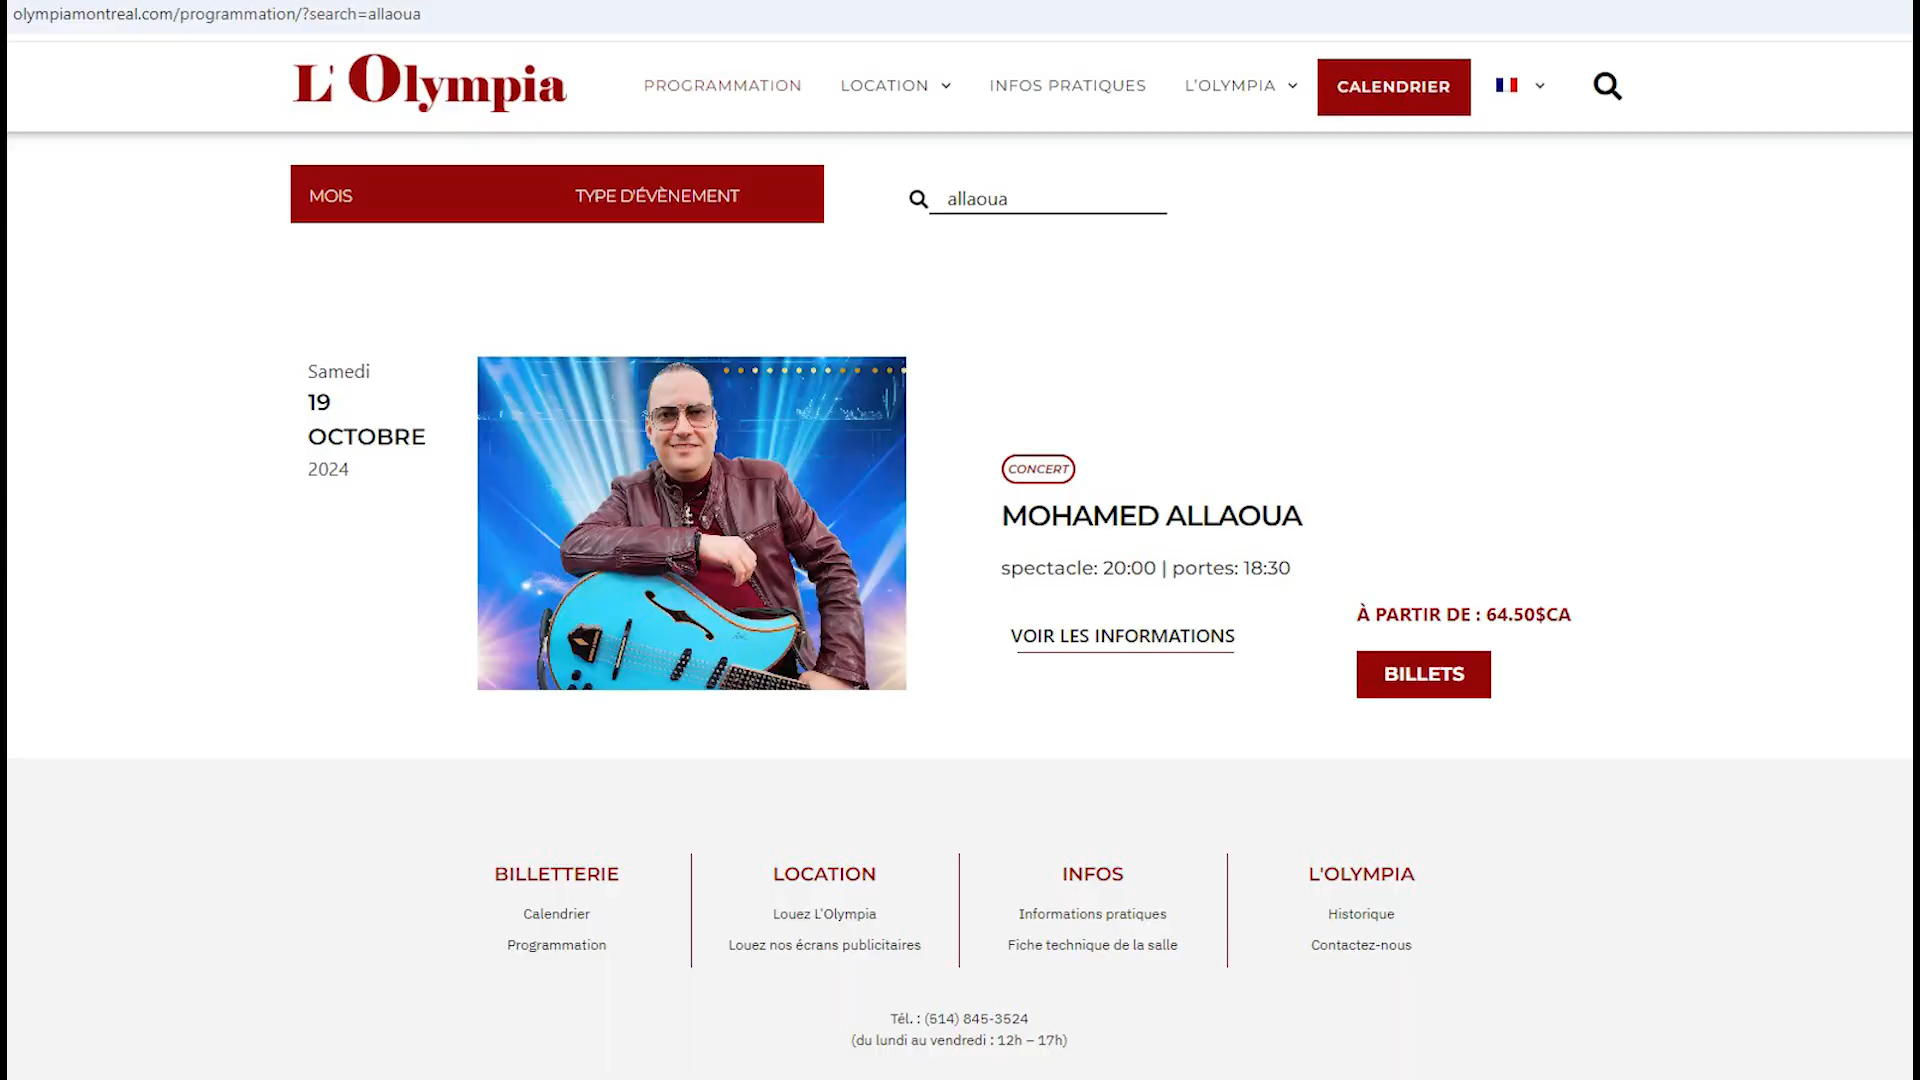 olympiamontreal.com/programmation/?search=allaoua
L'Olympia
PROGRAMMATION
LOCATION
INFOS PRATIQUES
L'OLYMPIA
CALENDRIER
MOIS
TYPE D'ÉVÈNEMENT
allaoua
Samedi
19
OCTOBRE
2024
CONCERT
MOHAMED ALLAOUA
spectacle: 20:00 | portes: 18:30
VOIR LES INFORMATIONS
À PARTIR DE : 64.50$CA
BILLETS
BILLETTERIE
Calendrier
Programmation
LOCATION
Louez L'Olympia
Louez nos écrans publicitaires
INFOS
Informations pratiques
Fiche technique de la salle
L'OLYMPIA
Historique
Contactez-nous
Tél. : (514) 845-3524
(du lundi au vendredi : 12h – 17h)